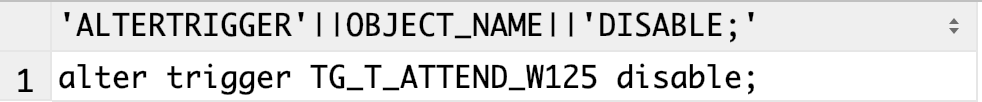 'ALTERTRIGGER'||OBJECT_NAME||'DISABLE;'
1 alter trigger TG_T_ATTEND_W125 disable;